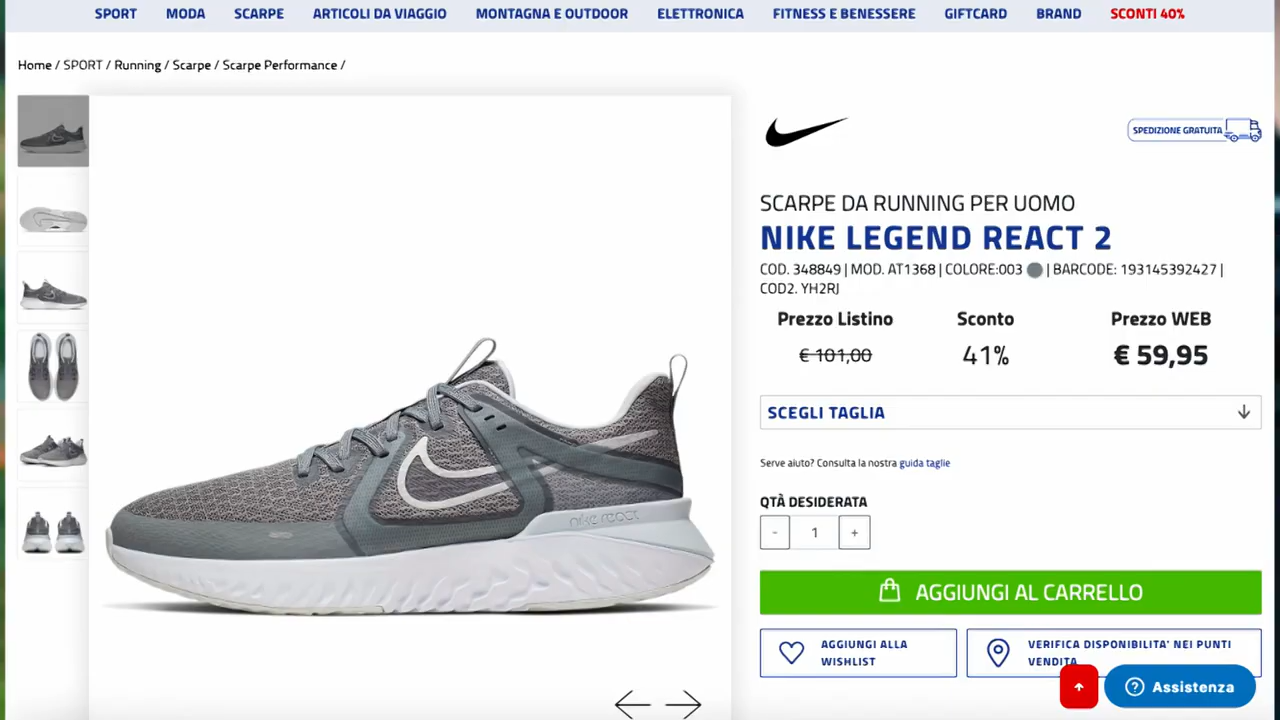 SPORT MODA SCARPE ARTICOLI DA VIAGGIO MONTAGNA E OUTDOOR ELETTRONICA FITNESS E BENESSERE GIFTCARD BRAND SCONTI 40%
Home / SPORT / Running / Scarpe / Scarpe Performance /
SPEDIZIONE GRATUITA
SCARPE DA RUNNING PER UOMO
NIKE LEGEND REACT 2
COD. 348849 | MOD. AT1368 | COLORE:003 | BARCODE: 193145392427 |
COD2. YH2RJ
Prezzo Listino Sconto Prezzo WEB
€ 101,00 41% € 59,95
SCEGLI TAGLIA
Serve aiuto? Consulta la nostra guida taglie
QTÀ DESIDERATA
- 1 +
AGGIUNGI AL CARRELLO
AGGIUNGI ALLA
WISHLIST
VERIFICA DISPONIBILITA' NEI PUNTI
VENDITA
Assistenza
nike react